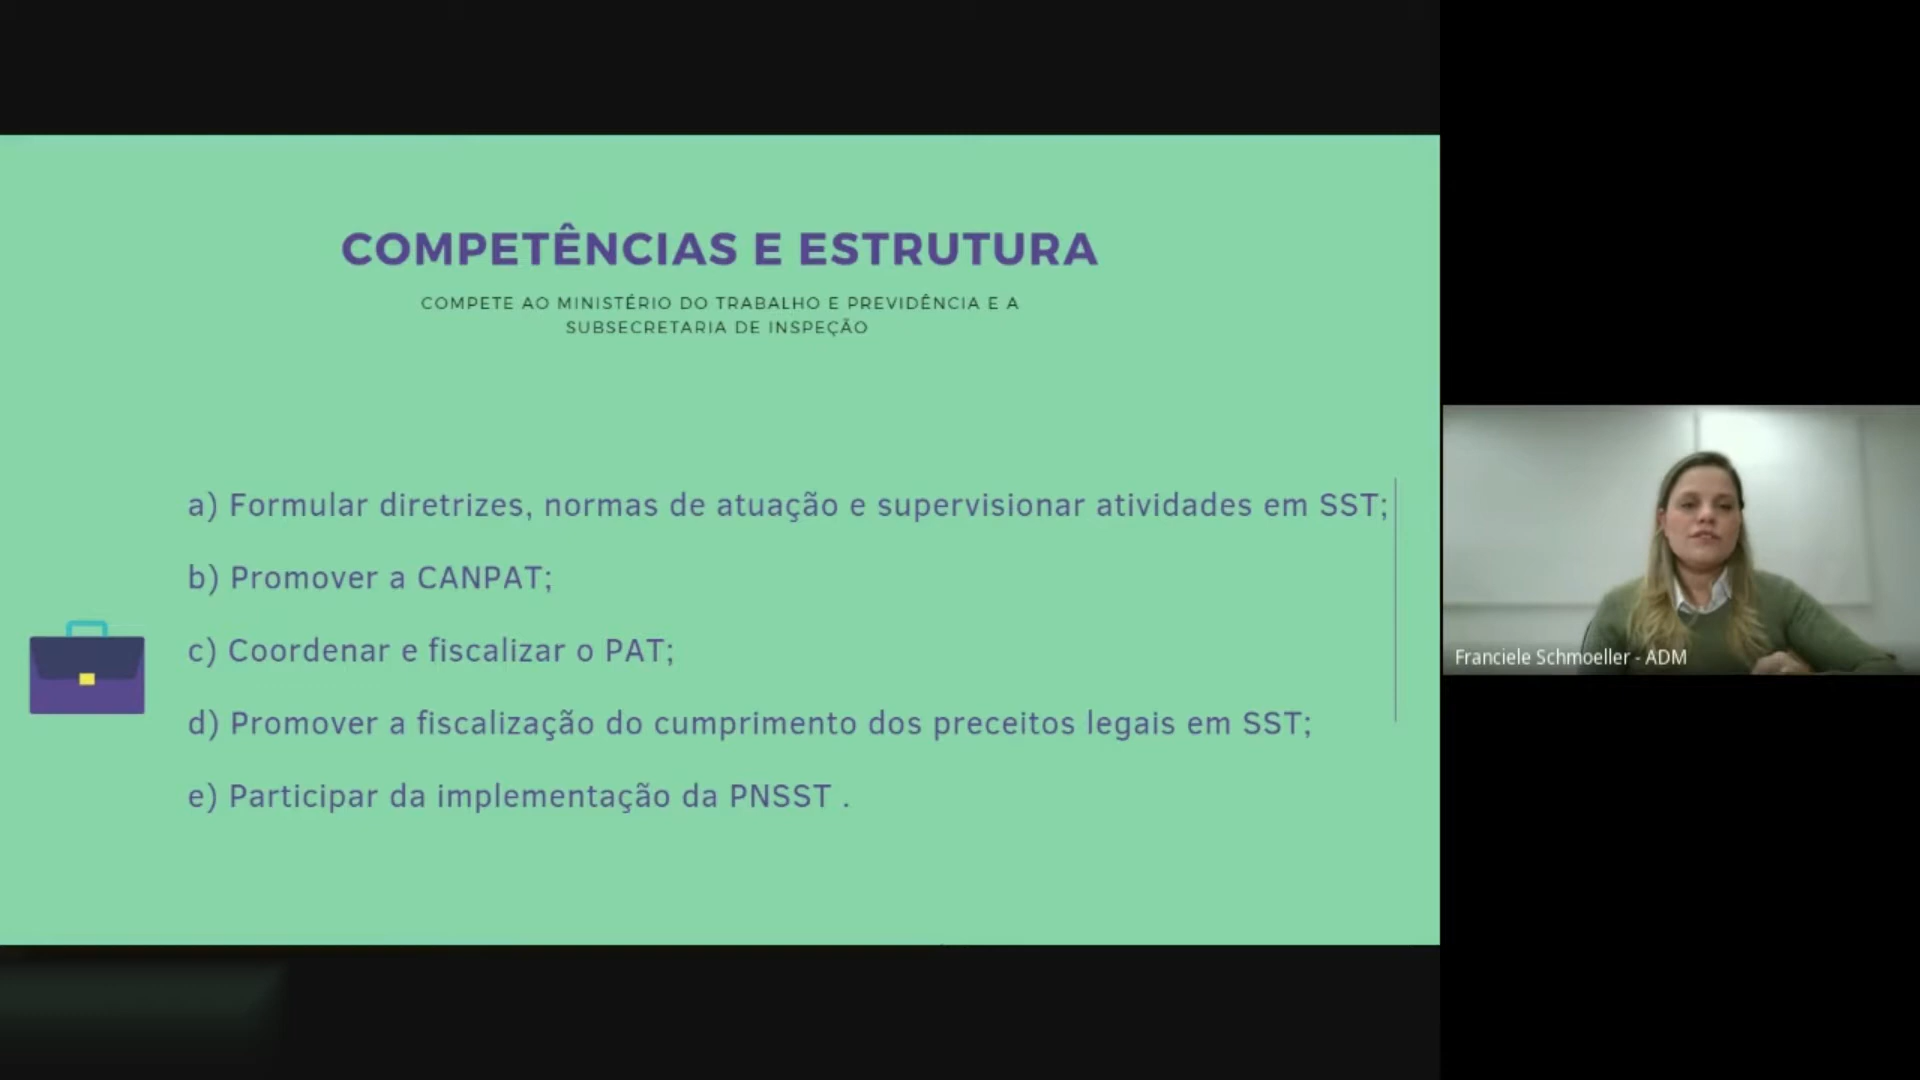 COMPETÊNCIAS E ESTRUTURA
COMPETE AO MINISTÉRIO DO TRABALHO E PREVIDÊNCIA E A
SUBSECRETARIA DE INSPEÇÃO
a) Formular diretrizes, normas de atuação e supervisionar atividades em SST;
b) Promover a CANPAT;
c) Coordenar e fiscalizar o PAT;
d) Promover a fiscalização do cumprimento dos preceitos legais em SST;
e) Participar da implementação da PNSST .
Franciele Schmoeller - ADM